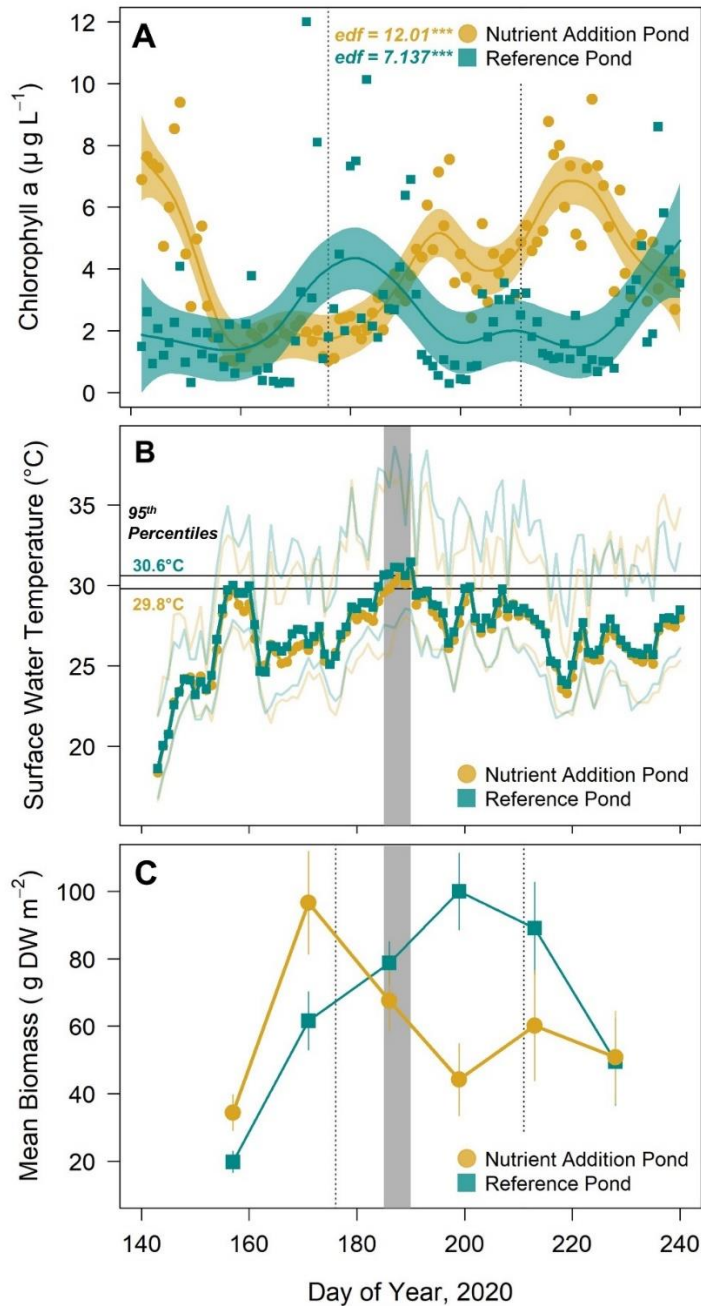 A
edf = 12.01*** Nutrient Addition Pond
edf = 7.137*** Reference Pond
Chlorophyll a (µ g L⁻¹)
12
10
8
6
4
2
0
B
Surface Water Temperature (°C)
35
30
25
20
95th
Percentiles
30.6°C
29.8°C
Nutrient Addition Pond
Reference Pond
C
Mean Biomass ( g DW m⁻²)
100
80
60
40
20
Nutrient Addition Pond
Reference Pond
140 160 180 200 220 240
Day of Year, 2020